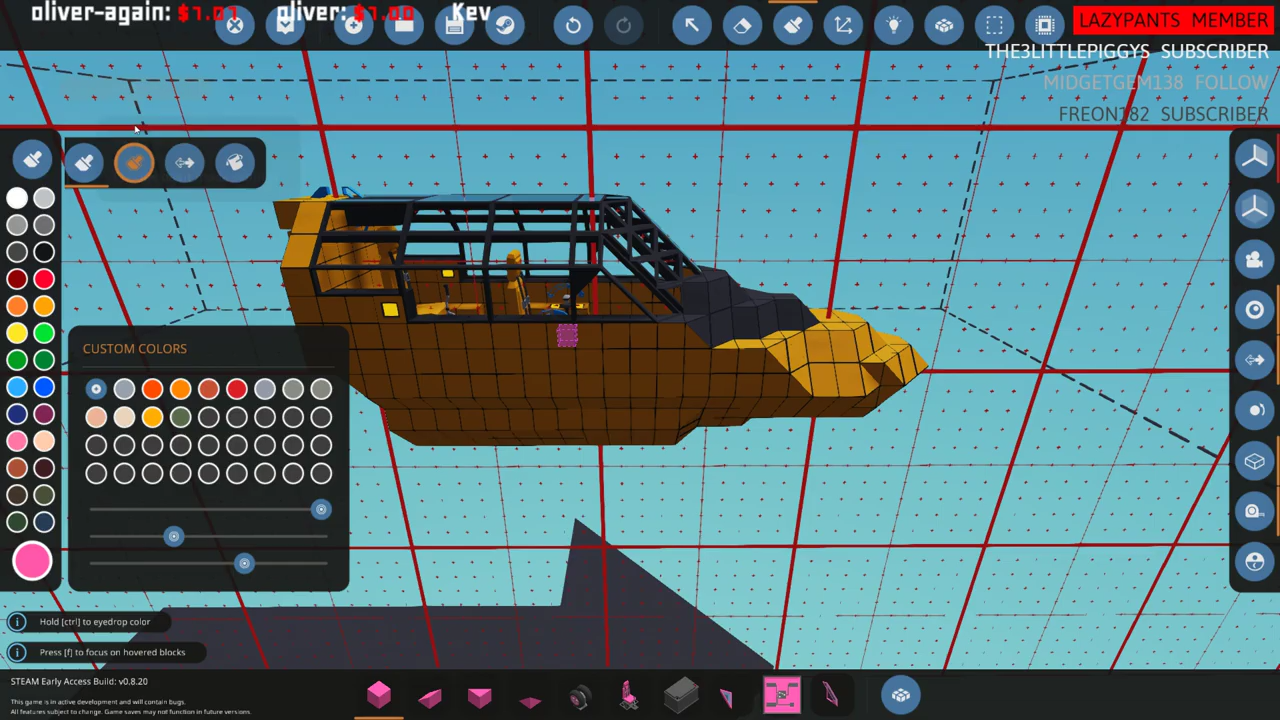 oliver-again: $1.01 oliver: $1.00 Kev
LAZYPANTS MEMBER
THE3LITTLEPIGGYS SUBSCRIBER
MIDGETGEM138 FOLLOW
FREON182 SUBSCRIBER
CUSTOM COLORS
Hold [ctrl] to eyedrop color
Press [f] to focus on hovered blocks
STEAM Early Access Build: v0.8.20
This game is in active development and will contain bugs.
All features subject to change. Game saves may not function in future versions.